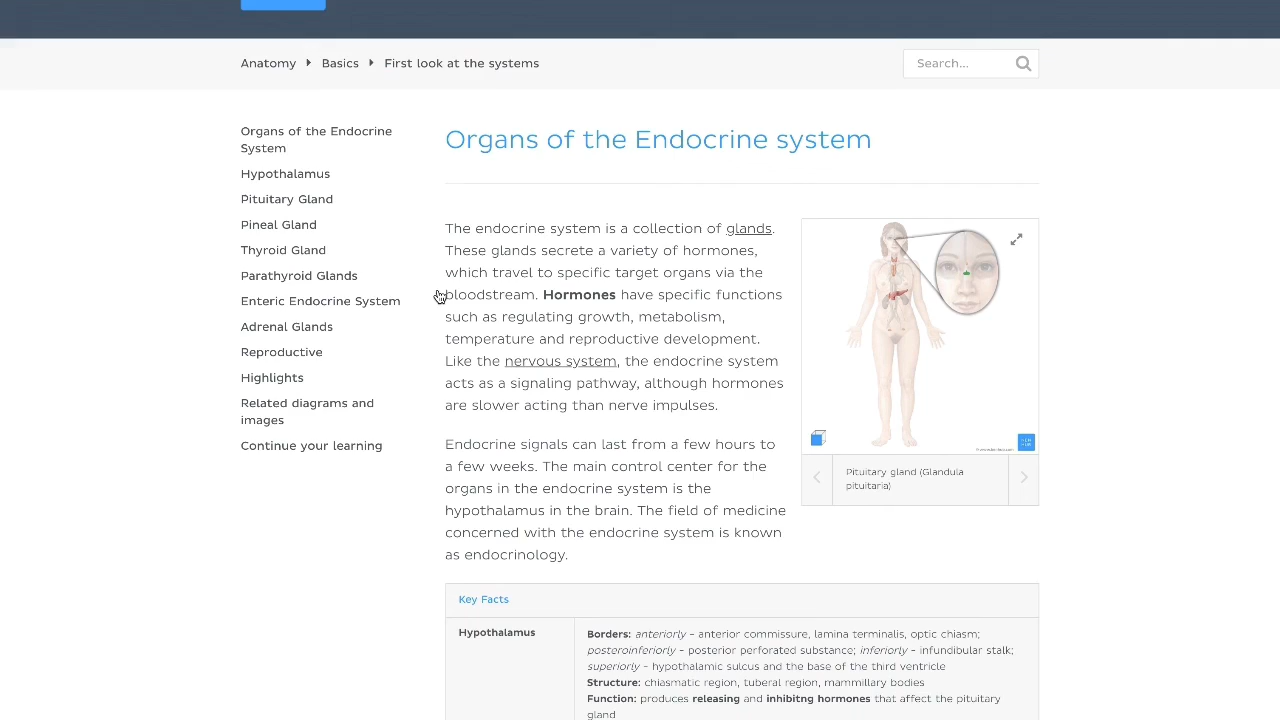 Anatomy Basics First look at the systems
Search...
Organs of the Endocrine
System
Hypothalamus
Pituitary Gland
Pineal Gland
Thyroid Gland
Parathyroid Glands
Enteric Endocrine System
Adrenal Glands
Reproductive
Highlights
Related diagrams and
images
Continue your learning
Organs of the Endocrine system
The endocrine system is a collection of glands.
These glands secrete a variety of hormones,
which travel to specific target organs via the
bloodstream. Hormones have specific functions
such as regulating growth, metabolism,
temperature and reproductive development.
Like the nervous system, the endocrine system
acts as a signaling pathway, although hormones
are slower acting than nerve impulses.
Endocrine signals can last from a few hours to
a few weeks. The main control center for the
organs in the endocrine system is the
hypothalamus in the brain. The field of medicine
concerned with the endocrine system is known
as endocrinology.
Pituitary gland (Glandula
pituitaria)
Key Facts
Hypothalamus
Borders: anteriorly - anterior commissure, lamina terminalis, optic chiasm;
posteroinferiorly - posterior perforated substance; inferiorly - infundibular stalk;
superiorly - hypothalamic sulcus and the base of the third ventricle
Structure: chiasmatic region, tuberal region, mammillary bodies
Function: produces releasing and inhibitng hormones that affect the pituitary
gland